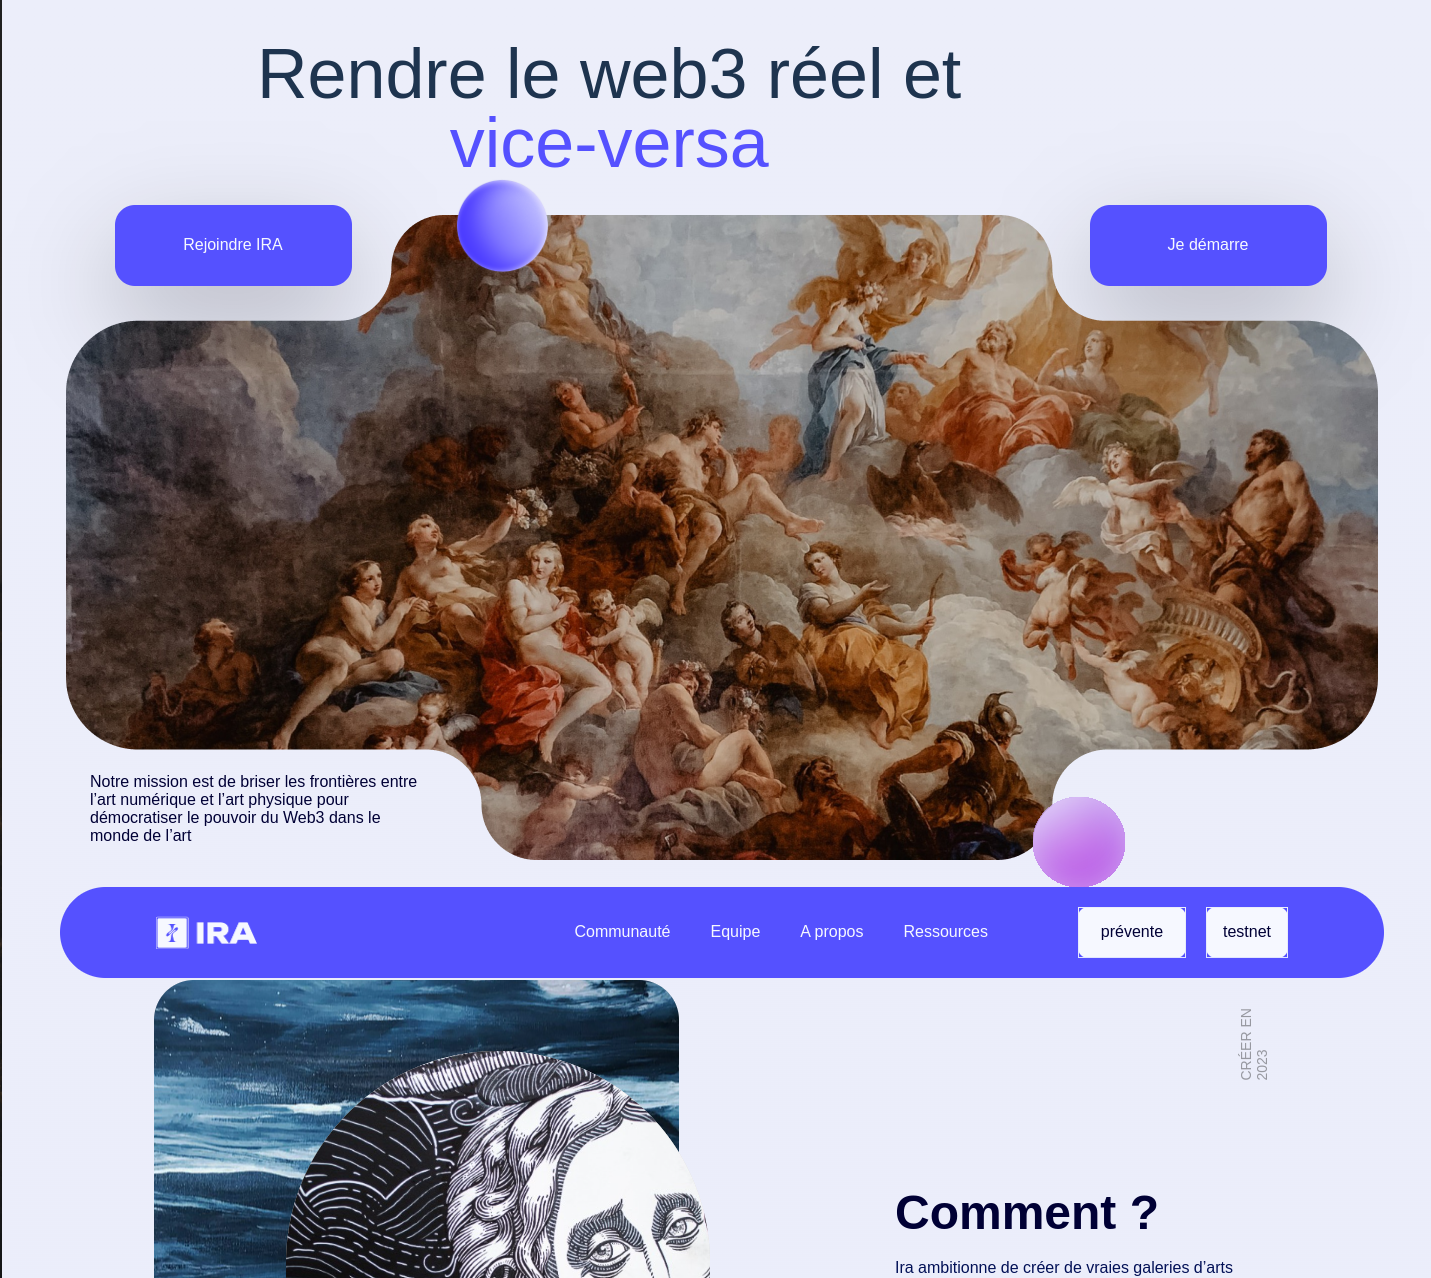 Rendre le web3 réel et
vice-versa
Rejoindre IRA
Je démarre
Notre mission est de briser les frontières entre
l’art numérique et l’art physique pour
démocratiser le pouvoir du Web3 dans le
monde de l’art
IRA
Communauté
Equipe
A propos
Ressources
prévente
testnet
CRÉER EN
2023
Comment ?
Ira ambitionne de créer de vraies galeries d’arts